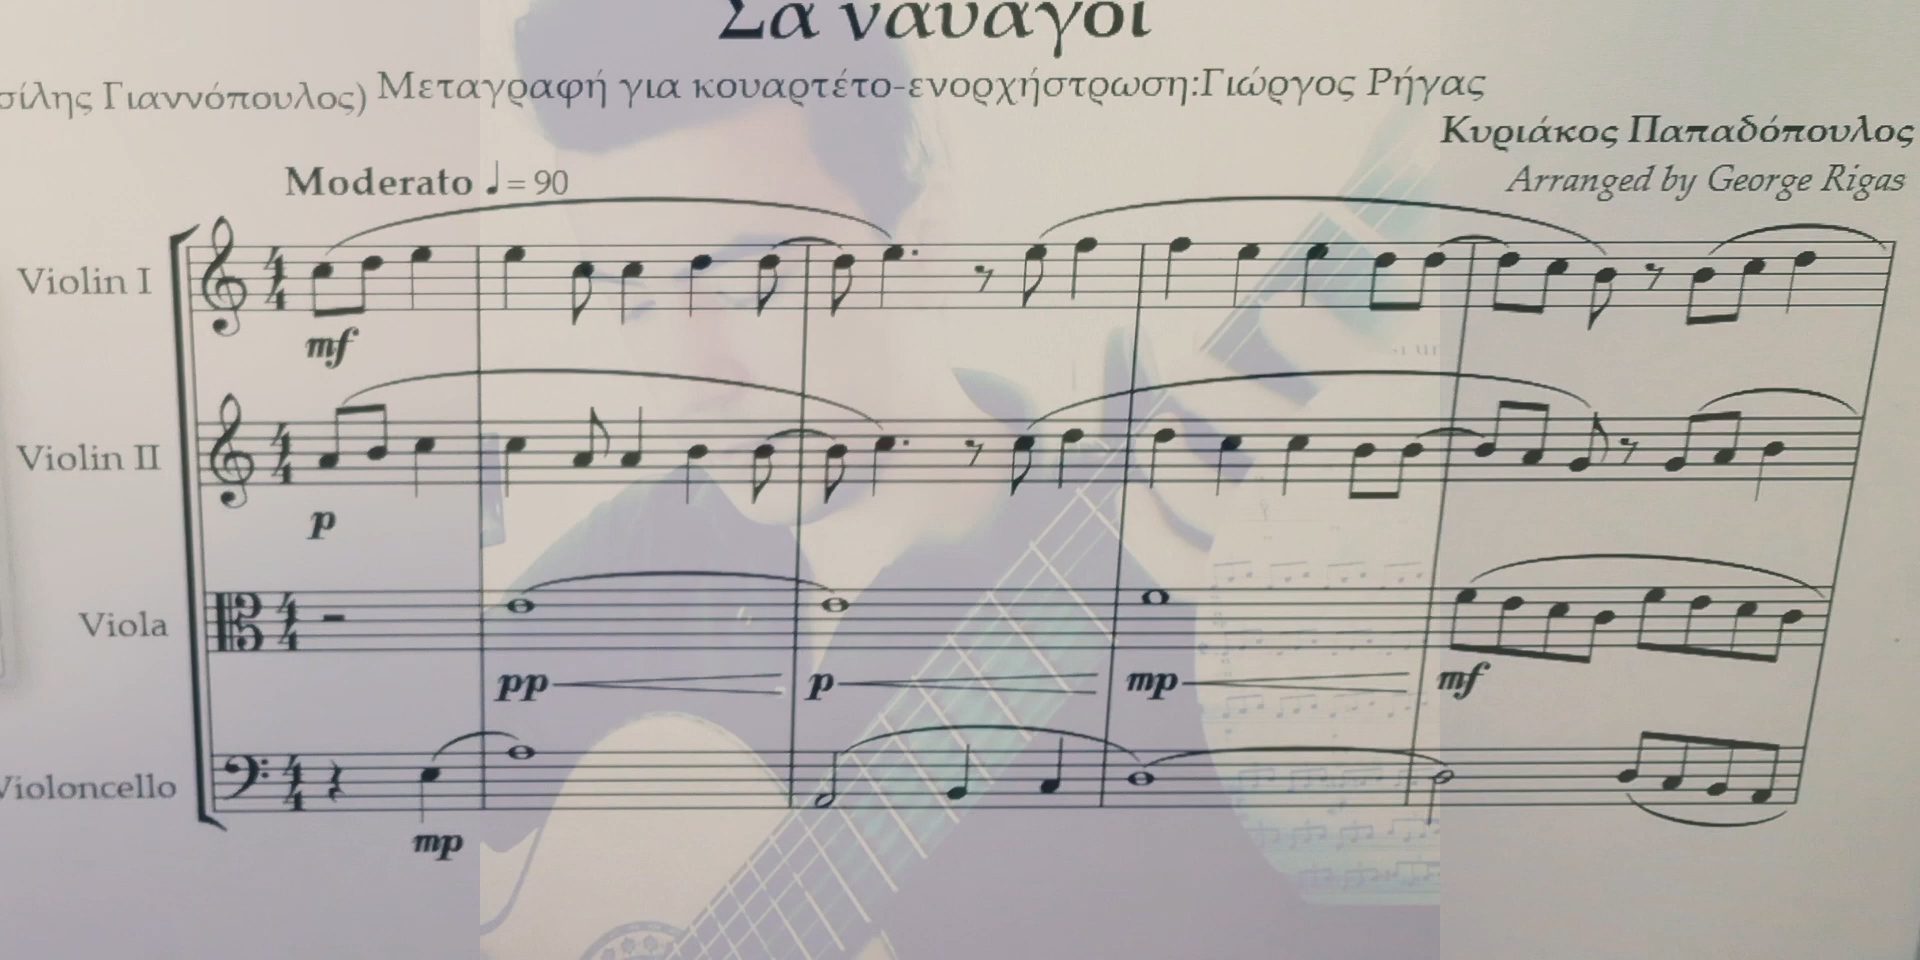 Σα ναυαγοί
σίλης Γιαννόπουλος) Μεταγραφή για κουαρτέτο-ενορχήστρωση:Γιώργος Ρήγας
Κυριάκος Παπαδόπουλος
Moderato ♩= 90
Arranged by George Rigas
Violin I
mf
Violin II
p
Viola
pp p mp mf
Violoncello
mp